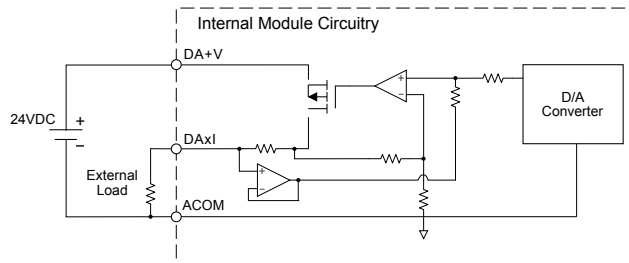 Internal Module Circuitry
DA+V
24VDC
+
–
DAxI
External
Load
ACOM
+
–
+
–
D/A
Converter